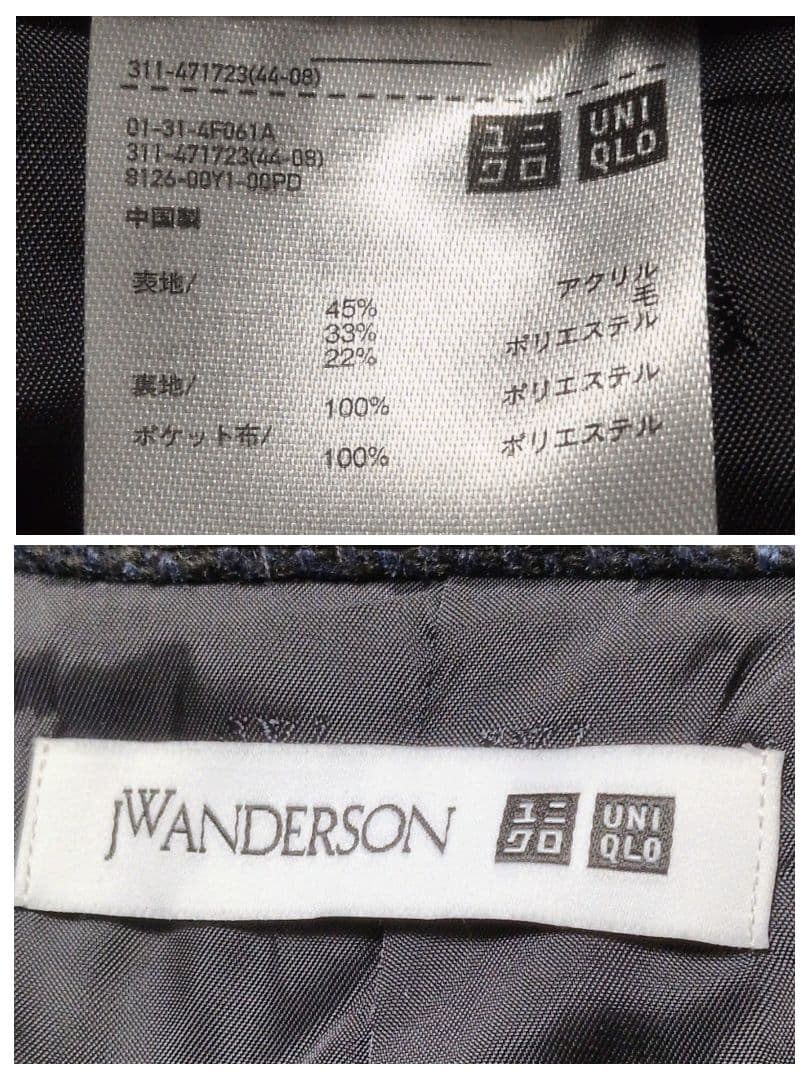 311-471723(44-08)
01-31-4F061A
311-471723(44-08)
8126-00Y1-00PD
中国製
ユニ
クロ
UNI
QLO
表地/
45% アクリル
33% 毛
22% ポリエステル
裏地/
100% ポリエステル
ポケット布/
100% ポリエステル
JWANDERSON
ユニ
クロ
UNI
QLO